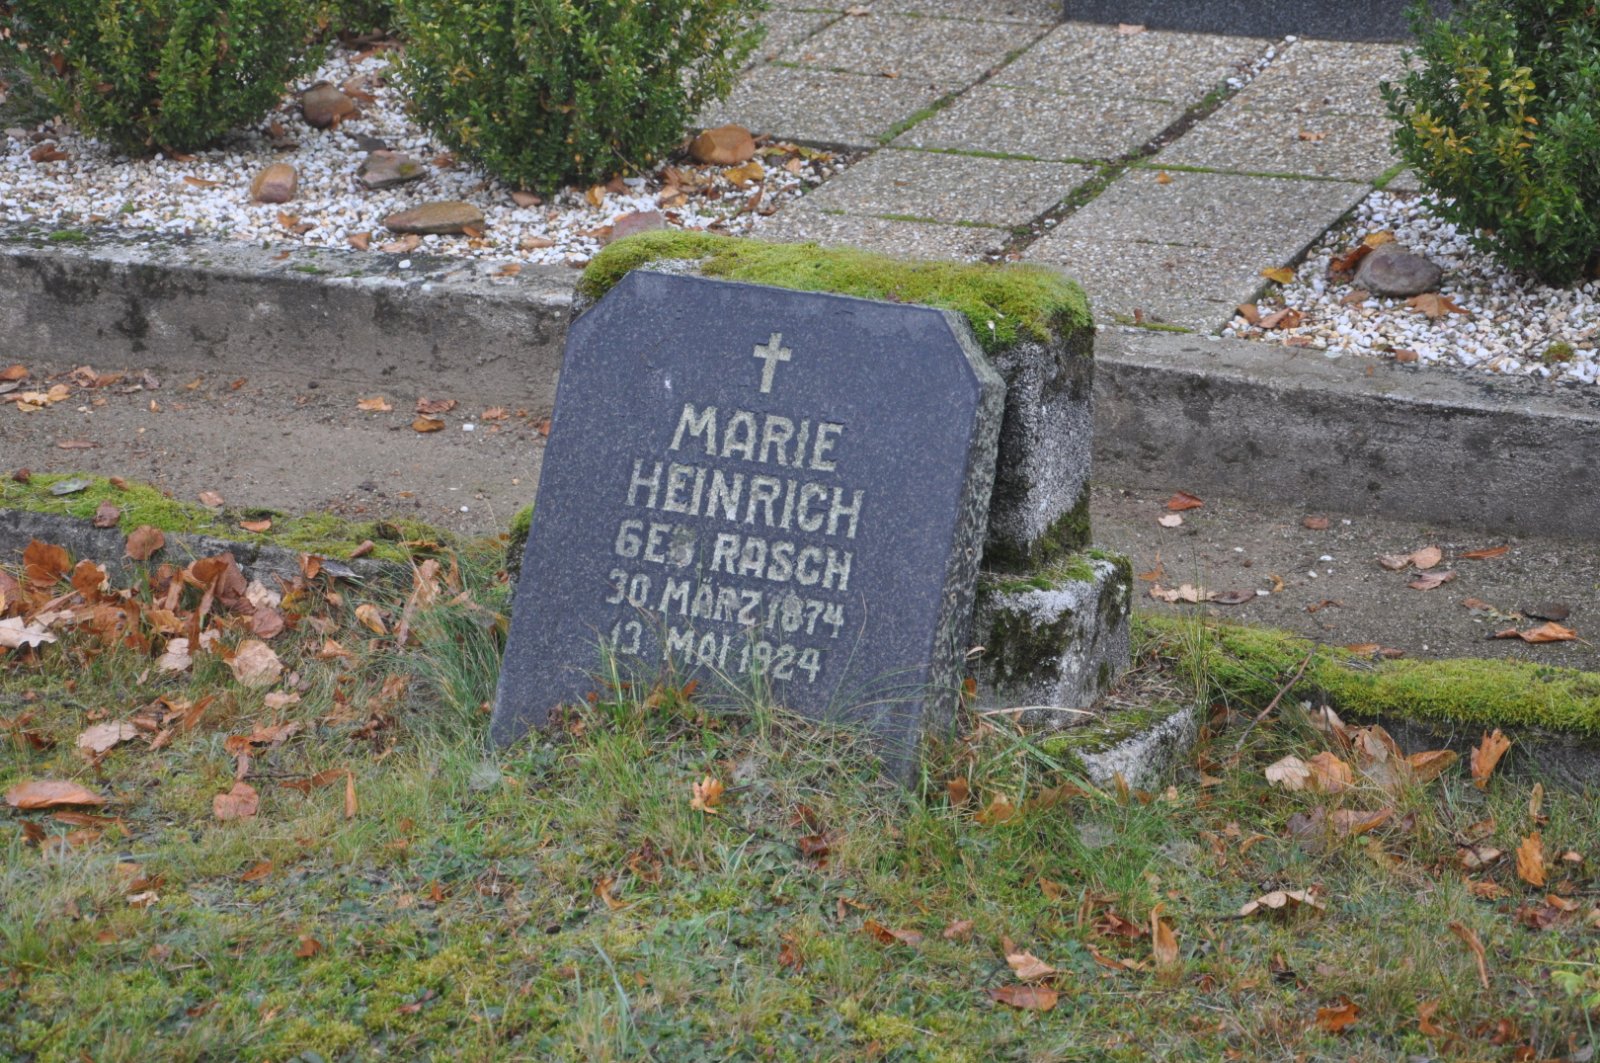 MARIE
HEINRICH
GEB. RASCH
30. MÄRZ 1874
13. MAI 1924